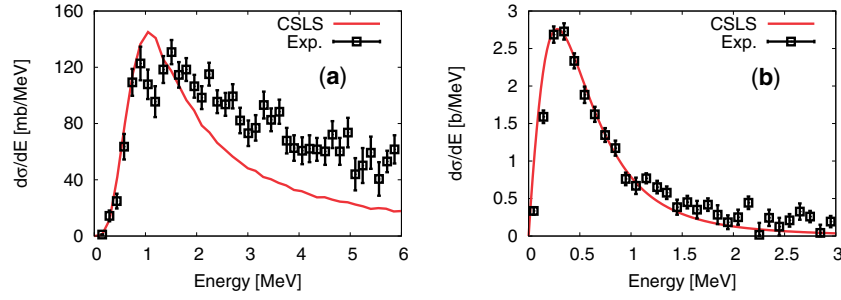 CSLS
Exp.
(a)
dσ/dE [mb/MeV]
160
120
80
40
0
0 1 2 3 4 5 6
Energy [MeV]
CSLS
Exp.
(b)
dσ/dE [b/MeV]
3
2.5
2
1.5
1
0.5
0
0 0.5 1 1.5 2 2.5 3
Energy [MeV]